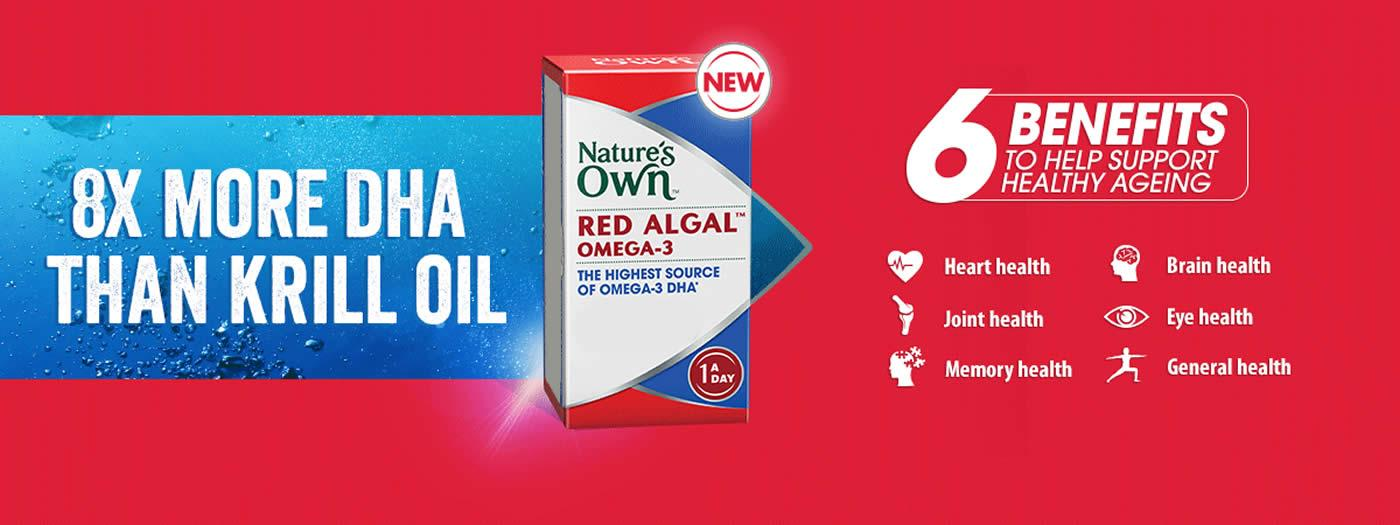 8X MORE DHA
THAN KRILL OIL
Nature's
Own
NEW
Nature's
Own™
RED ALGAL™
OMEGA-3
THE HIGHEST SOURCE
OF OMEGA-3 DHA*
1 A DAY
6 BENEFITS
TO HELP SUPPORT
HEALTHY AGEING
Heart health
Brain health
Joint health
Eye health
Memory health
General health